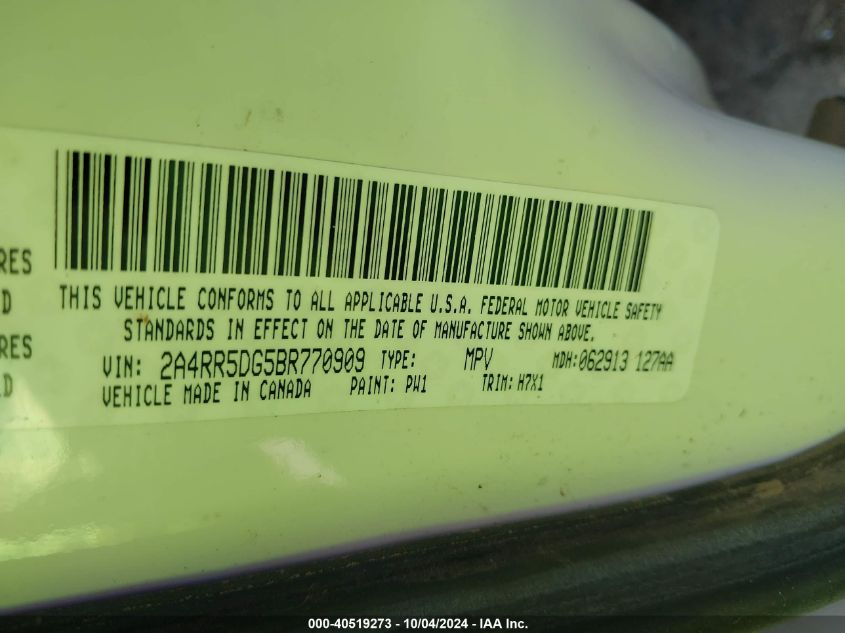 RES
D
THIS VEHICLE CONFORMS TO ALL APPLICABLE U.S.A. FEDERAL MOTOR VEHICLE SAFETY
STANDARDS IN EFFECT ON THE DATE OF MANUFACTURE SHOWN ABOVE.
RES
D
VIN: 2A4RR5DG5BR770909 TYPE: MPV MDH:062913 127AA
VEHICLE MADE IN CANADA PAINT: PW1 TRIM: H7X1
000-40519273 - 10/04/2024 - IAA Inc.